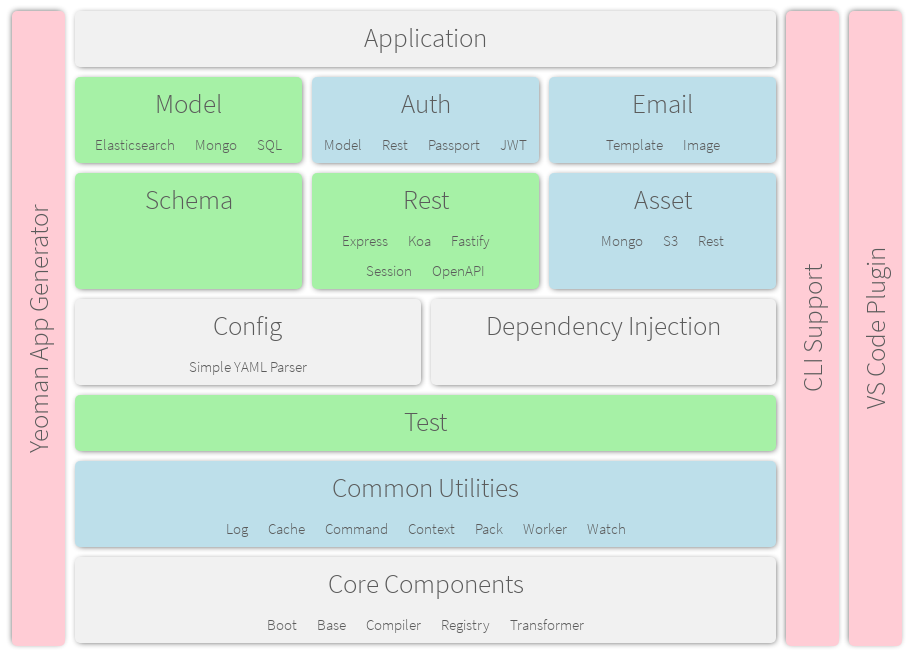 Yeoman App Generator
Application
Model
Elasticsearch Mongo SQL
Auth
Model Rest Passport JWT
Email
Template Image
Schema
Rest
Express Koa Fastify
Session OpenAPI
Asset
Mongo S3 Rest
Config
Simple YAML Parser
Dependency Injection
Test
Common Utilities
Log Cache Command Context Pack Worker Watch
Core Components
Boot Base Compiler Registry Transformer
CLI Support
VS Code Plugin